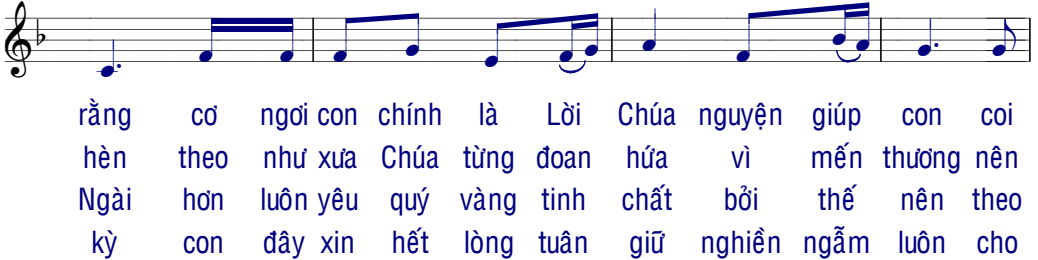 rằng cơ ngơi con chính là Lời Chúa nguyện giúp con coi
hèn theo như xưa Chúa từng đoan hứa vì mến thương nên
Ngài hơn luôn yêu quý vàng tinh chất bởi thế nên theo
kỳ con đây xin hết lòng tuân giữ nghiền ngẫm luôn cho